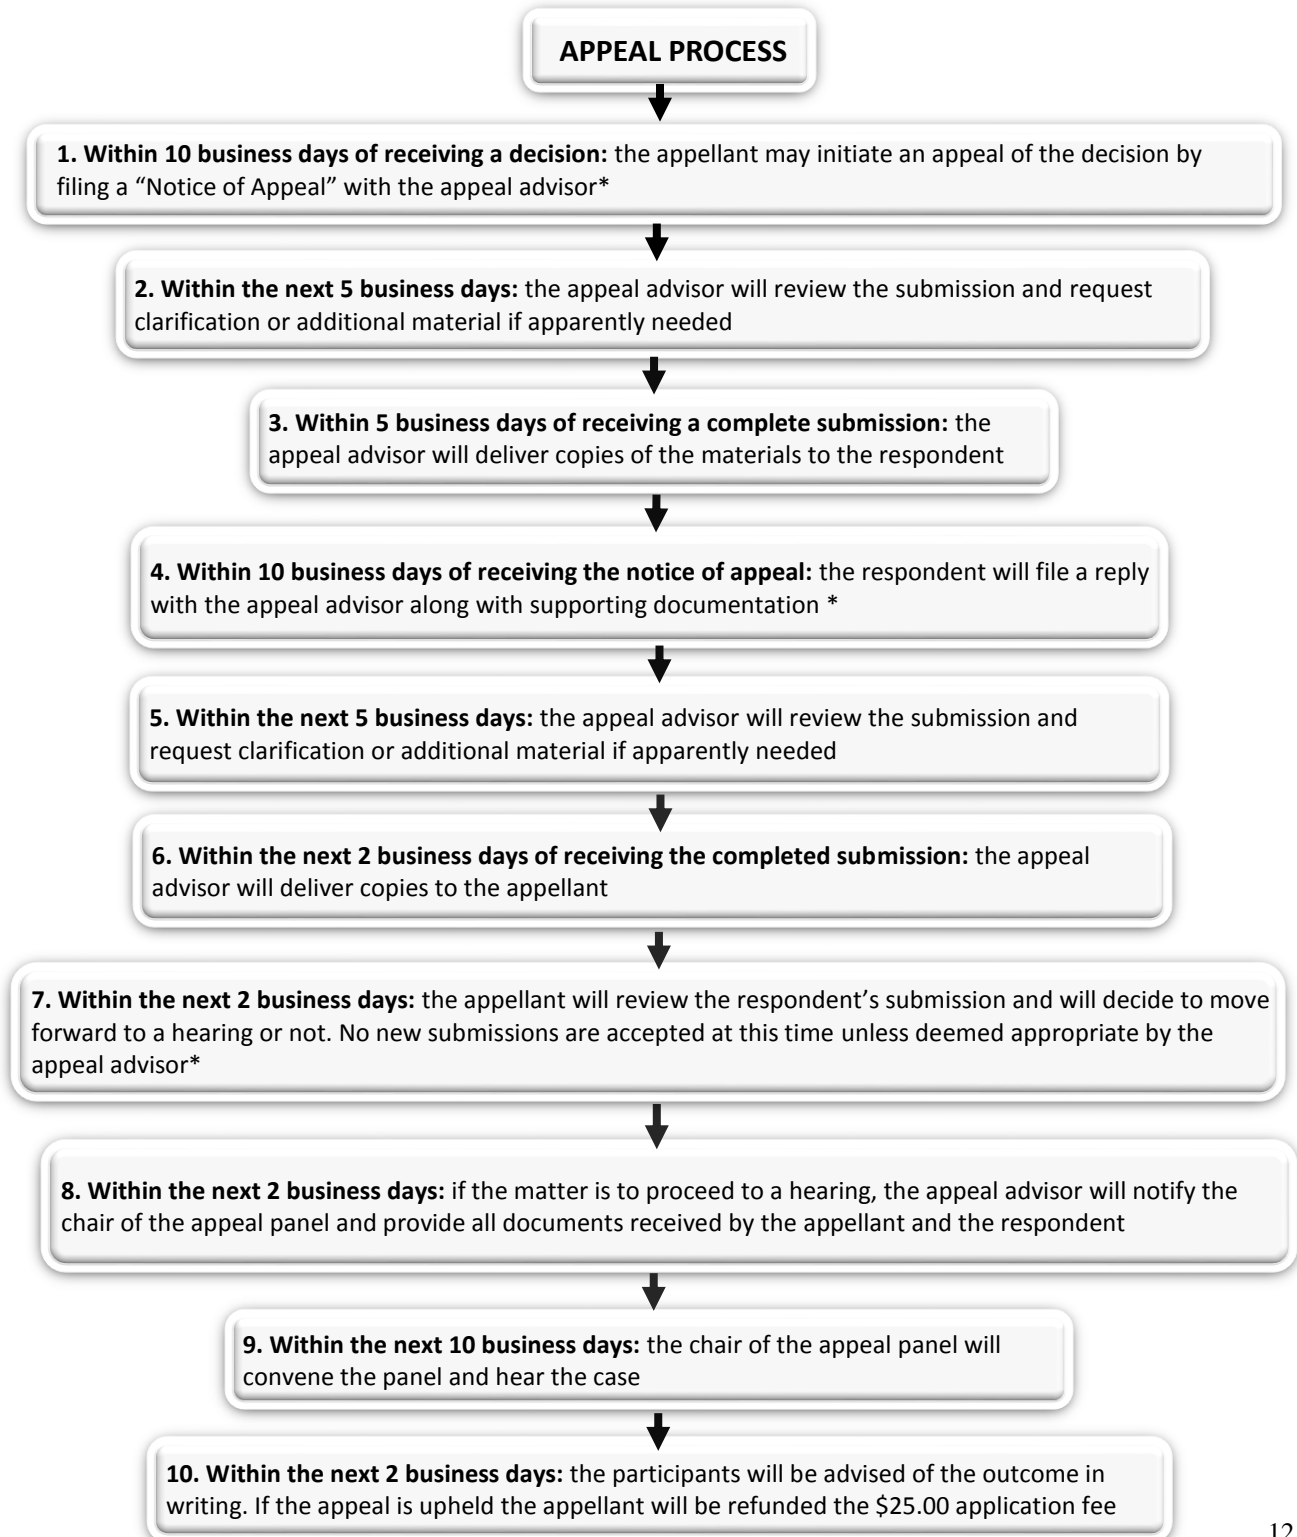 APPEAL PROCESS
1. Within 10 business days of receiving a decision: the appellant may initiate an appeal of the decision by
filing a “Notice of Appeal” with the appeal advisor*
2. Within the next 5 business days: the appeal advisor will review the submission and request
clarification or additional material if apparently needed
3. Within 5 business days of receiving a complete submission: the
appeal advisor will deliver copies of the materials to the respondent
4. Within 10 business days of receiving the notice of appeal: the respondent will file a reply
with the appeal advisor along with supporting documentation *
5. Within the next 5 business days: the appeal advisor will review the submission and
request clarification or additional material if apparently needed
6. Within the next 2 business days of receiving the completed submission: the appeal
advisor will deliver copies to the appellant
7. Within the next 2 business days: the appellant will review the respondent’s submission and will decide to move
forward to a hearing or not. No new submissions are accepted at this time unless deemed appropriate by the
appeal advisor*
8. Within the next 2 business days: if the matter is to proceed to a hearing, the appeal advisor will notify the
chair of the appeal panel and provide all documents received by the appellant and the respondent
9. Within the next 10 business days: the chair of the appeal panel will
convene the panel and hear the case
10. Within the next 2 business days: the participants will be advised of the outcome in
writing. If the appeal is upheld the appellant will be refunded the $25.00 application fee
12